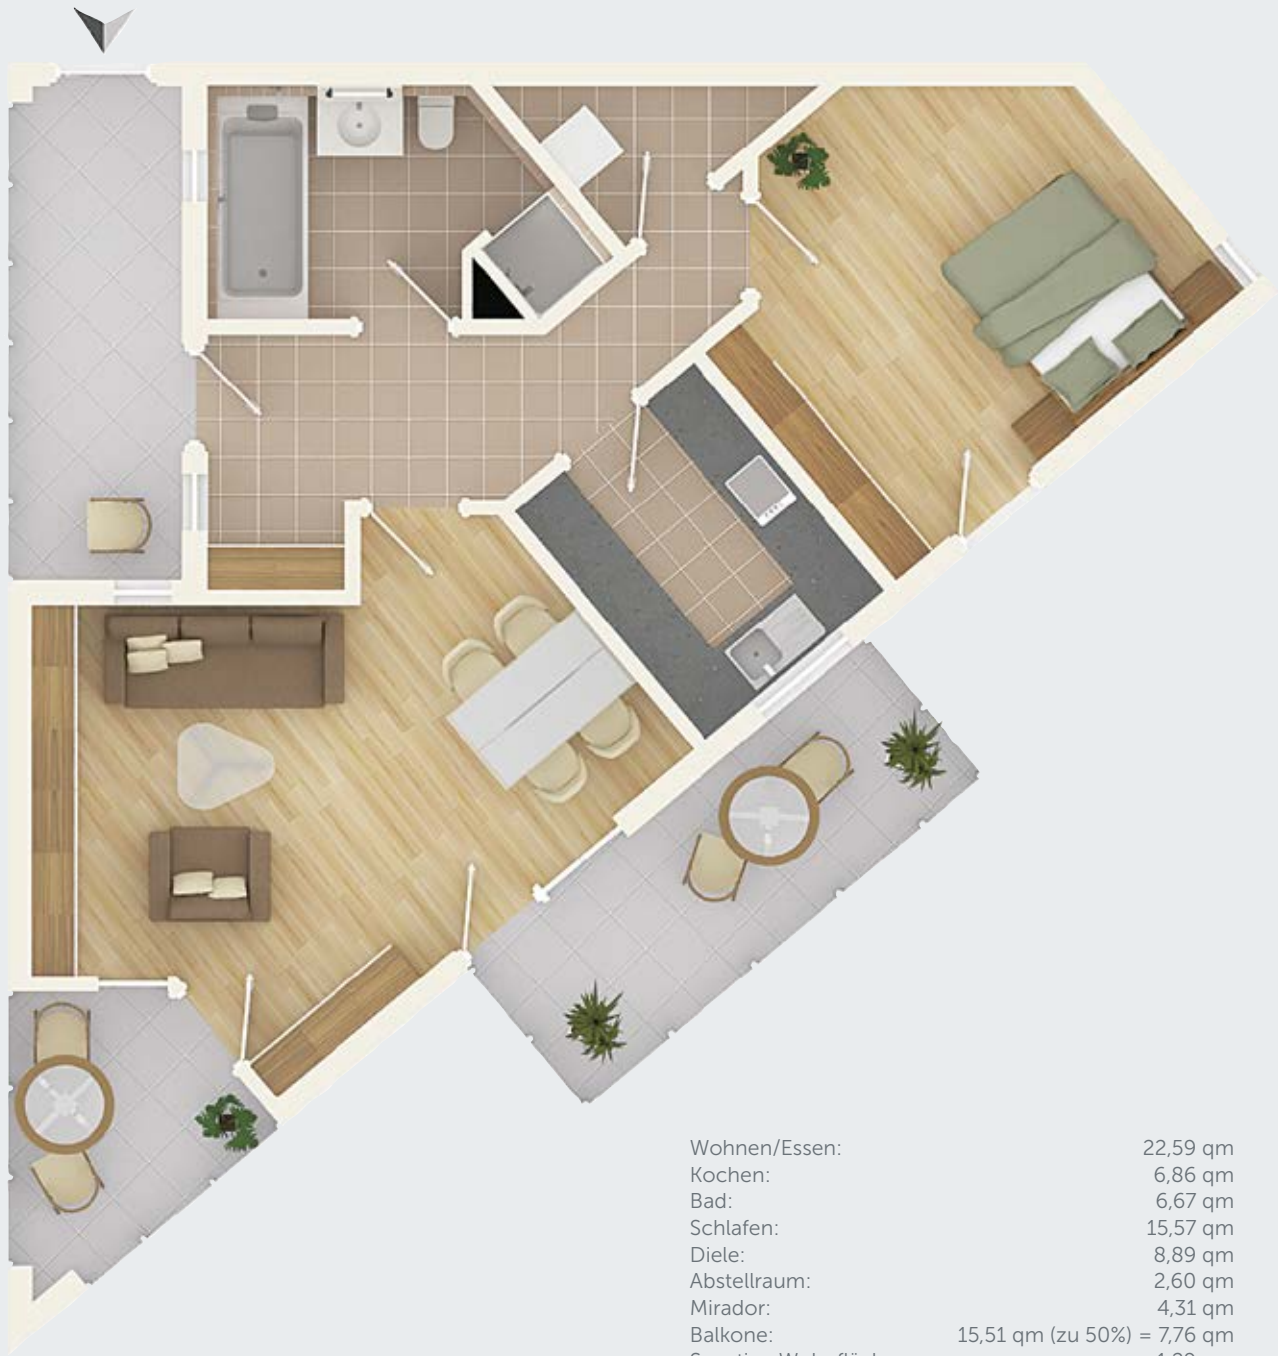 Wohnen/Essen: 22,59 qm
Kochen: 6,86 qm
Bad: 6,67 qm
Schlafen: 15,57 qm
Diele: 8,89 qm
Abstellraum: 2,60 qm
Mirador: 4,31 qm
Balkone: 15,51 qm (zu 50%) = 7,76 qm